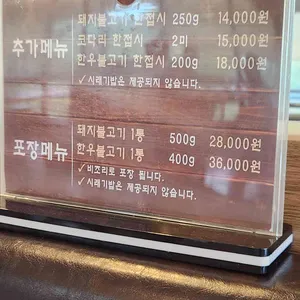 추가메뉴
돼지불고기 한접시 250g 14,000원
코다리 한접시 2미 15,000원
한우불고기 한접시 200g 18,000원
✓시래기밥은 제공되지 않습니다.
포장메뉴
돼지불고기 1통 500g 28,000원
한우불고기 1통 400g 36,000원
✓비조리로 포장 됩니다.
✓시래기밥은 제공되지 않습니다.